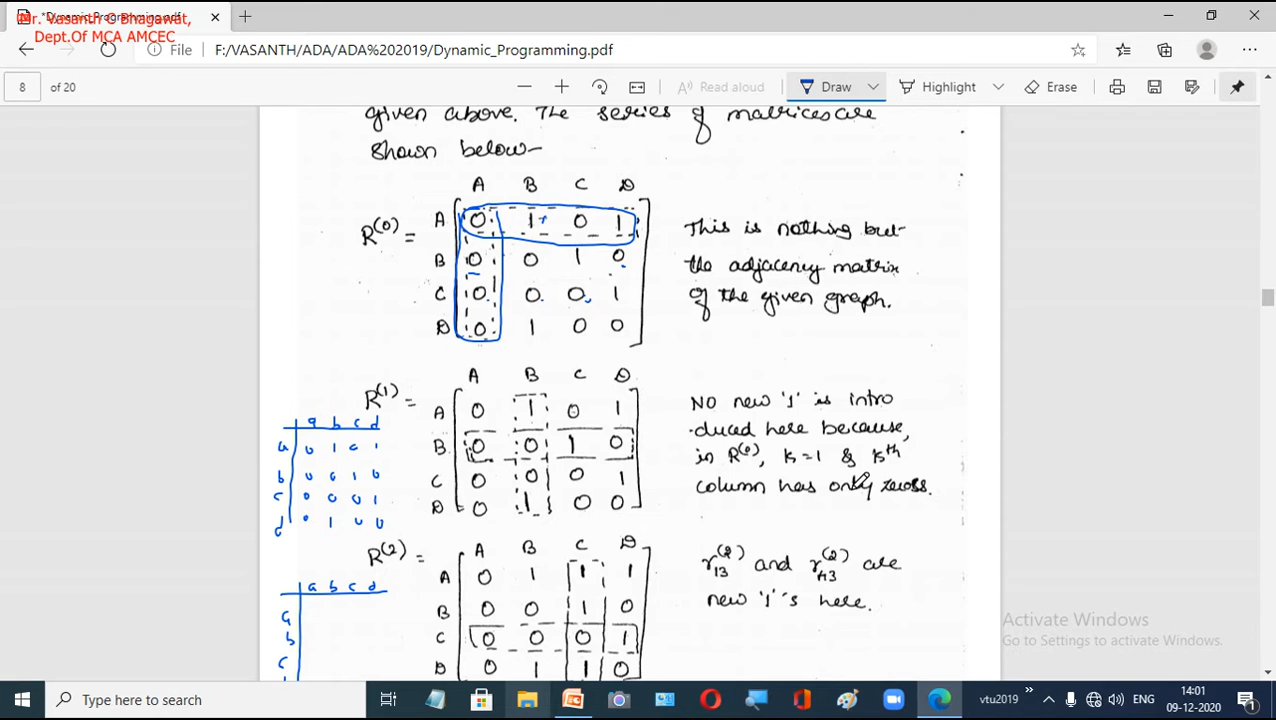 *Dynamic_Programming.pdf
Dr. Vasanth G Bhagawat,
Dept.Of MCA AMCEC
File F:/VASANTH/ADA/ADA%202019/Dynamic_Programming.pdf
8 of 20 Read aloud Draw Highlight Erase
given above. The series of matrices are
shown below-
A B C D
R(0) = A 0 1 0 1
B 0 0 1 0
C 0 0 0 1
D 0 1 0 0
This is nothing but
the adjacency matrix
of the given graph.
A B C D
R(1) = A 0 1 0 1
B 0 0 1 0
C 0 0 0 1
D 0 1 0 0
No new '1' is intro
duced here because,
in R(0), k=1 & kth
column has only zeros.
a b c d
a 0 1 0 1
b 0 0 1 0
c 0 0 0 1
d 0 1 0 0
A B C D
R(2) = A 0 1 1 1
B 0 0 1 0
C 0 0 0 1
D 0 1 1 0
r13(2) and r43(2) are
new '1's here.
a b c d
a
b
c
Activate Windows
Go to Settings to activate Windows.
Type here to search
vtu2019
ENG
14:01
09-12-2020
1